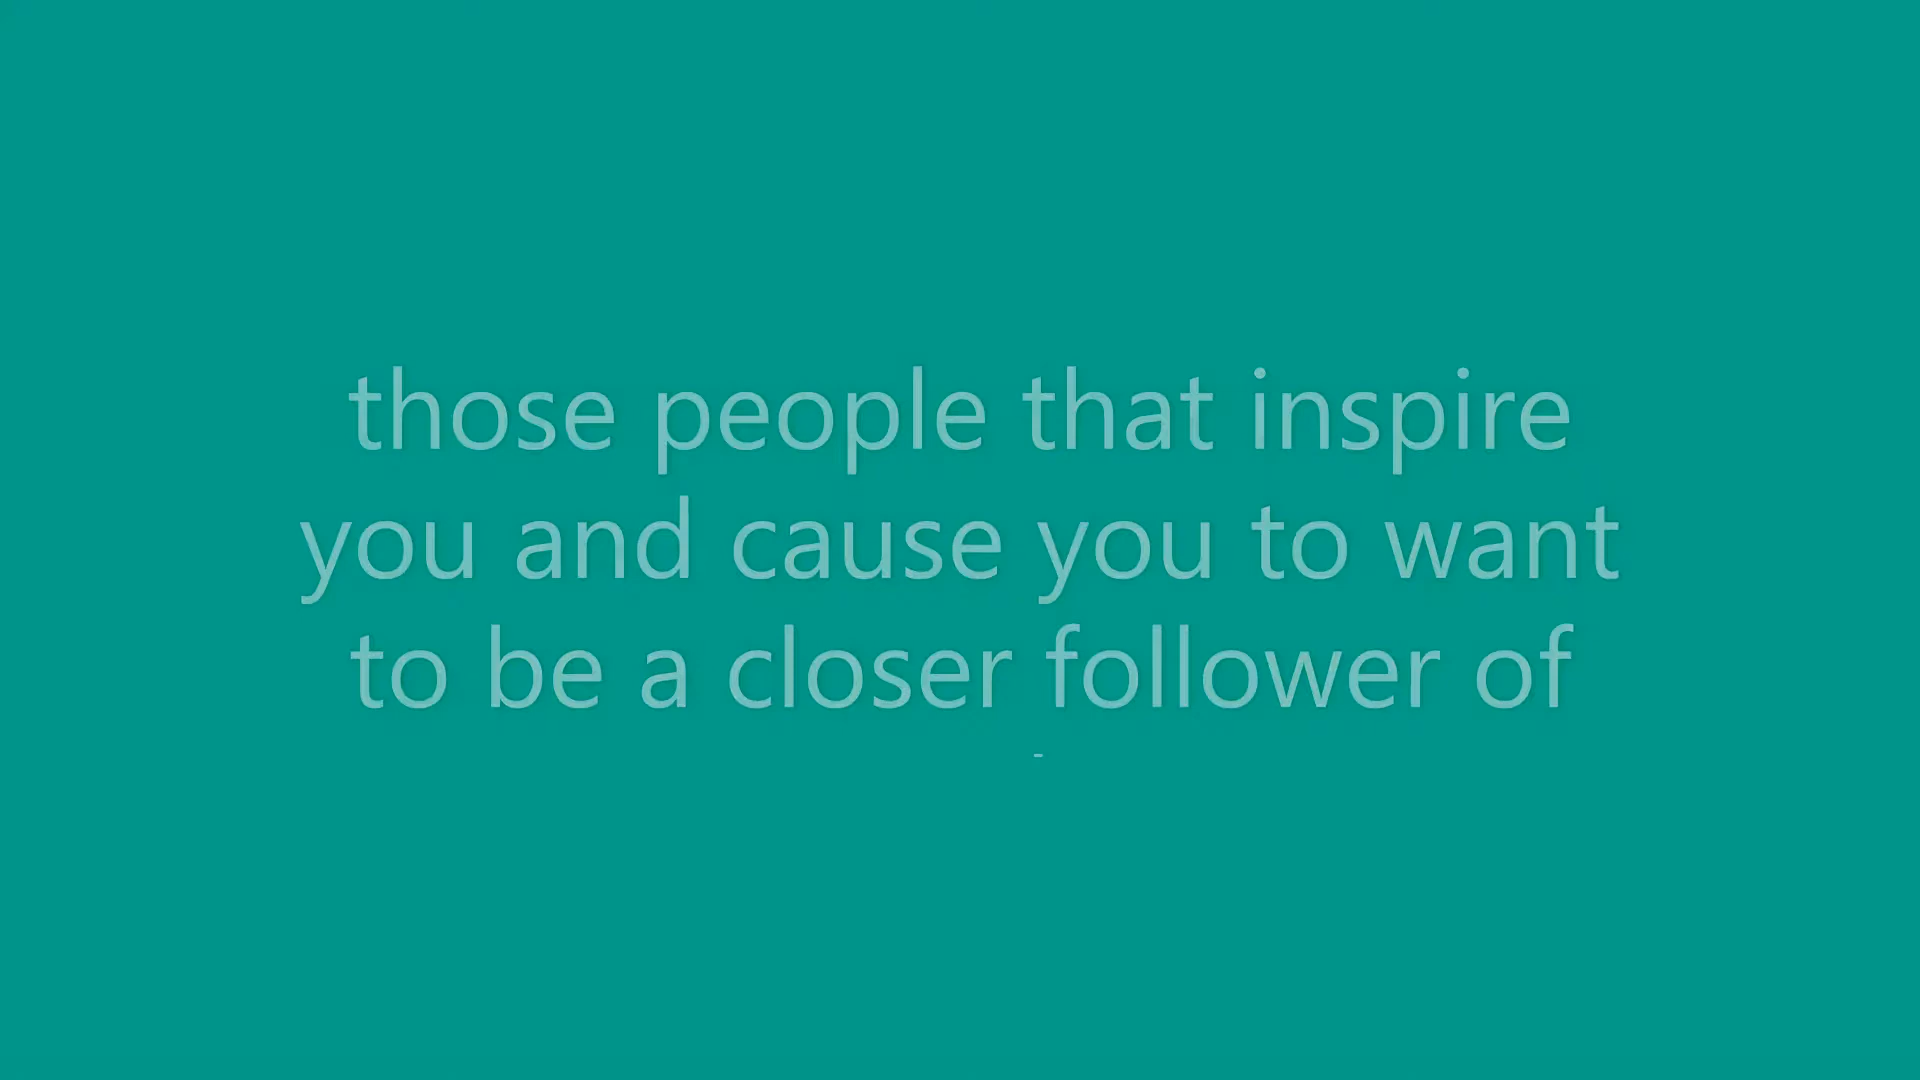 those people that inspire
you and cause you to want
to be a closer follower of